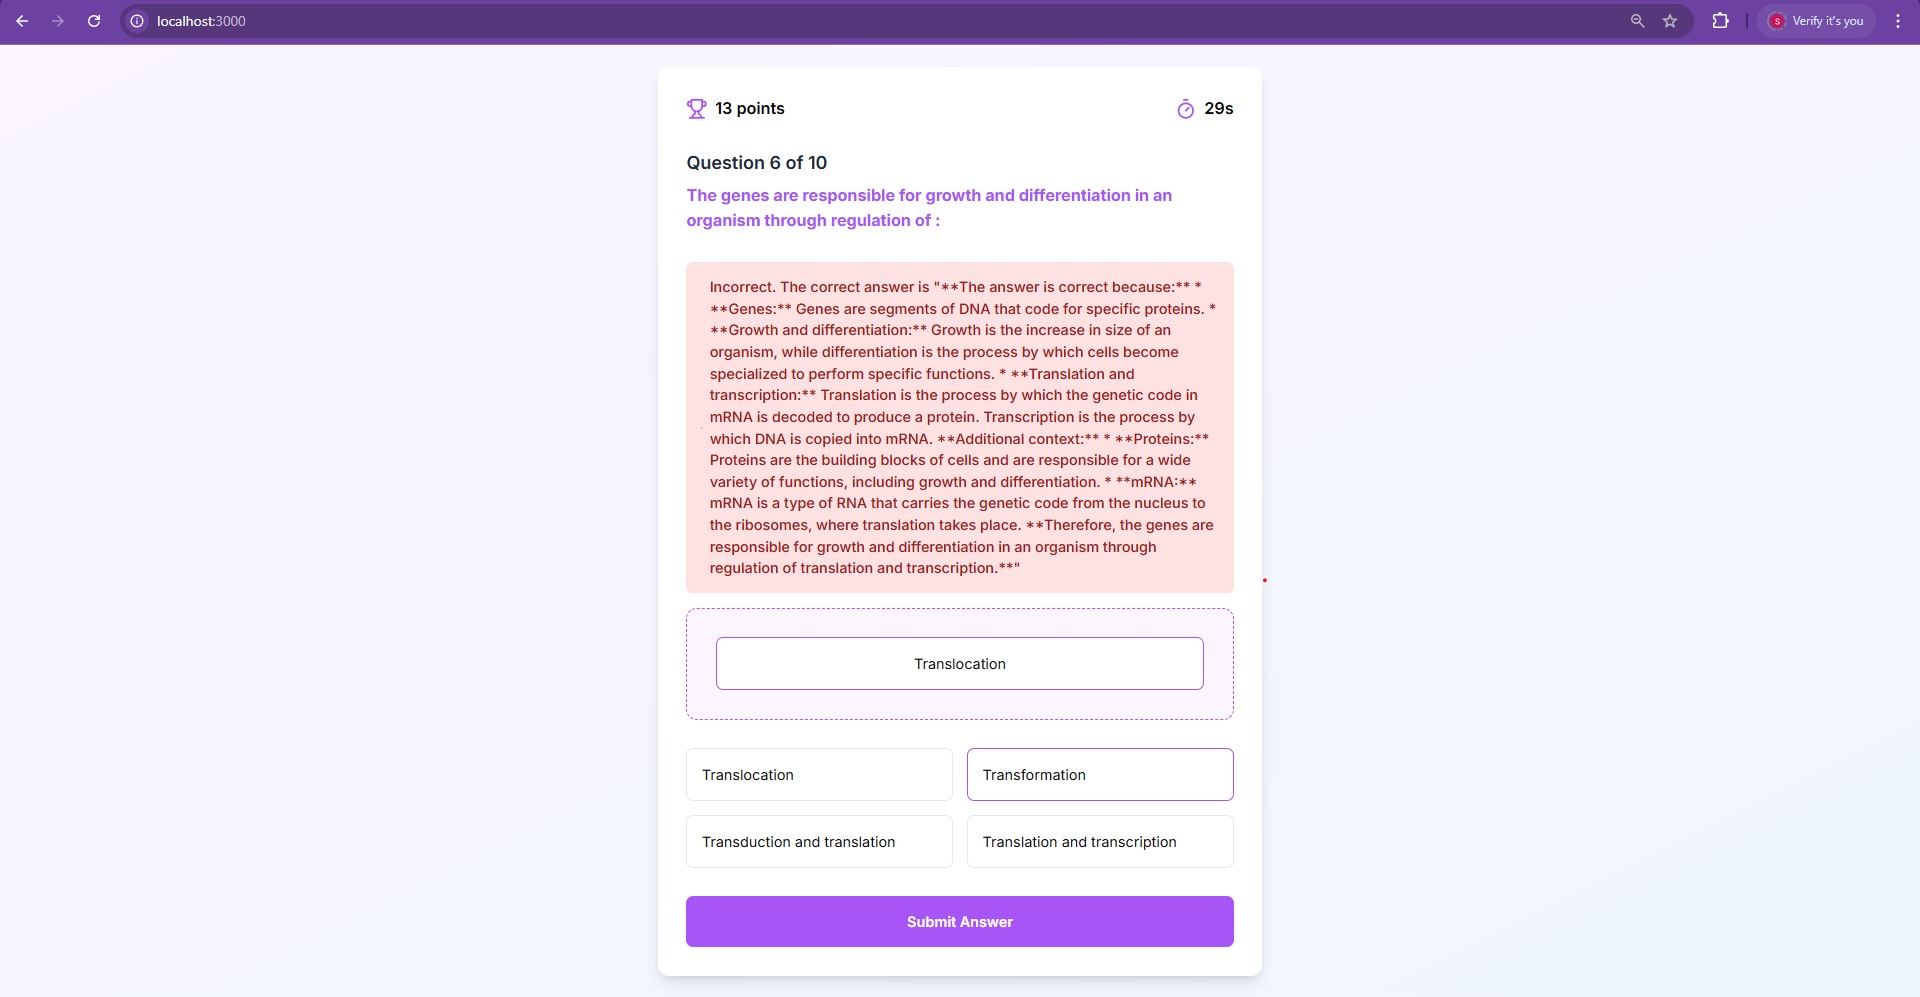 localhost:3000
S Verify it's you
13 points
29s
Question 6 of 10
The genes are responsible for growth and differentiation in an
organism through regulation of :
Incorrect. The correct answer is "**The answer is correct because:** *
**Genes:** Genes are segments of DNA that code for specific proteins. *
**Growth and differentiation:** Growth is the increase in size of an
organism, while differentiation is the process by which cells become
specialized to perform specific functions. * **Translation and
transcription:** Translation is the process by which the genetic code in
mRNA is decoded to produce a protein. Transcription is the process by
which DNA is copied into mRNA. **Additional context:** * **Proteins:**
Proteins are the building blocks of cells and are responsible for a wide
variety of functions, including growth and differentiation. * **mRNA:**
mRNA is a type of RNA that carries the genetic code from the nucleus to
the ribosomes, where translation takes place. **Therefore, the genes are
responsible for growth and differentiation in an organism through
regulation of translation and transcription.**"
Translocation
Translocation
Transformation
Transduction and translation
Translation and transcription
Submit Answer